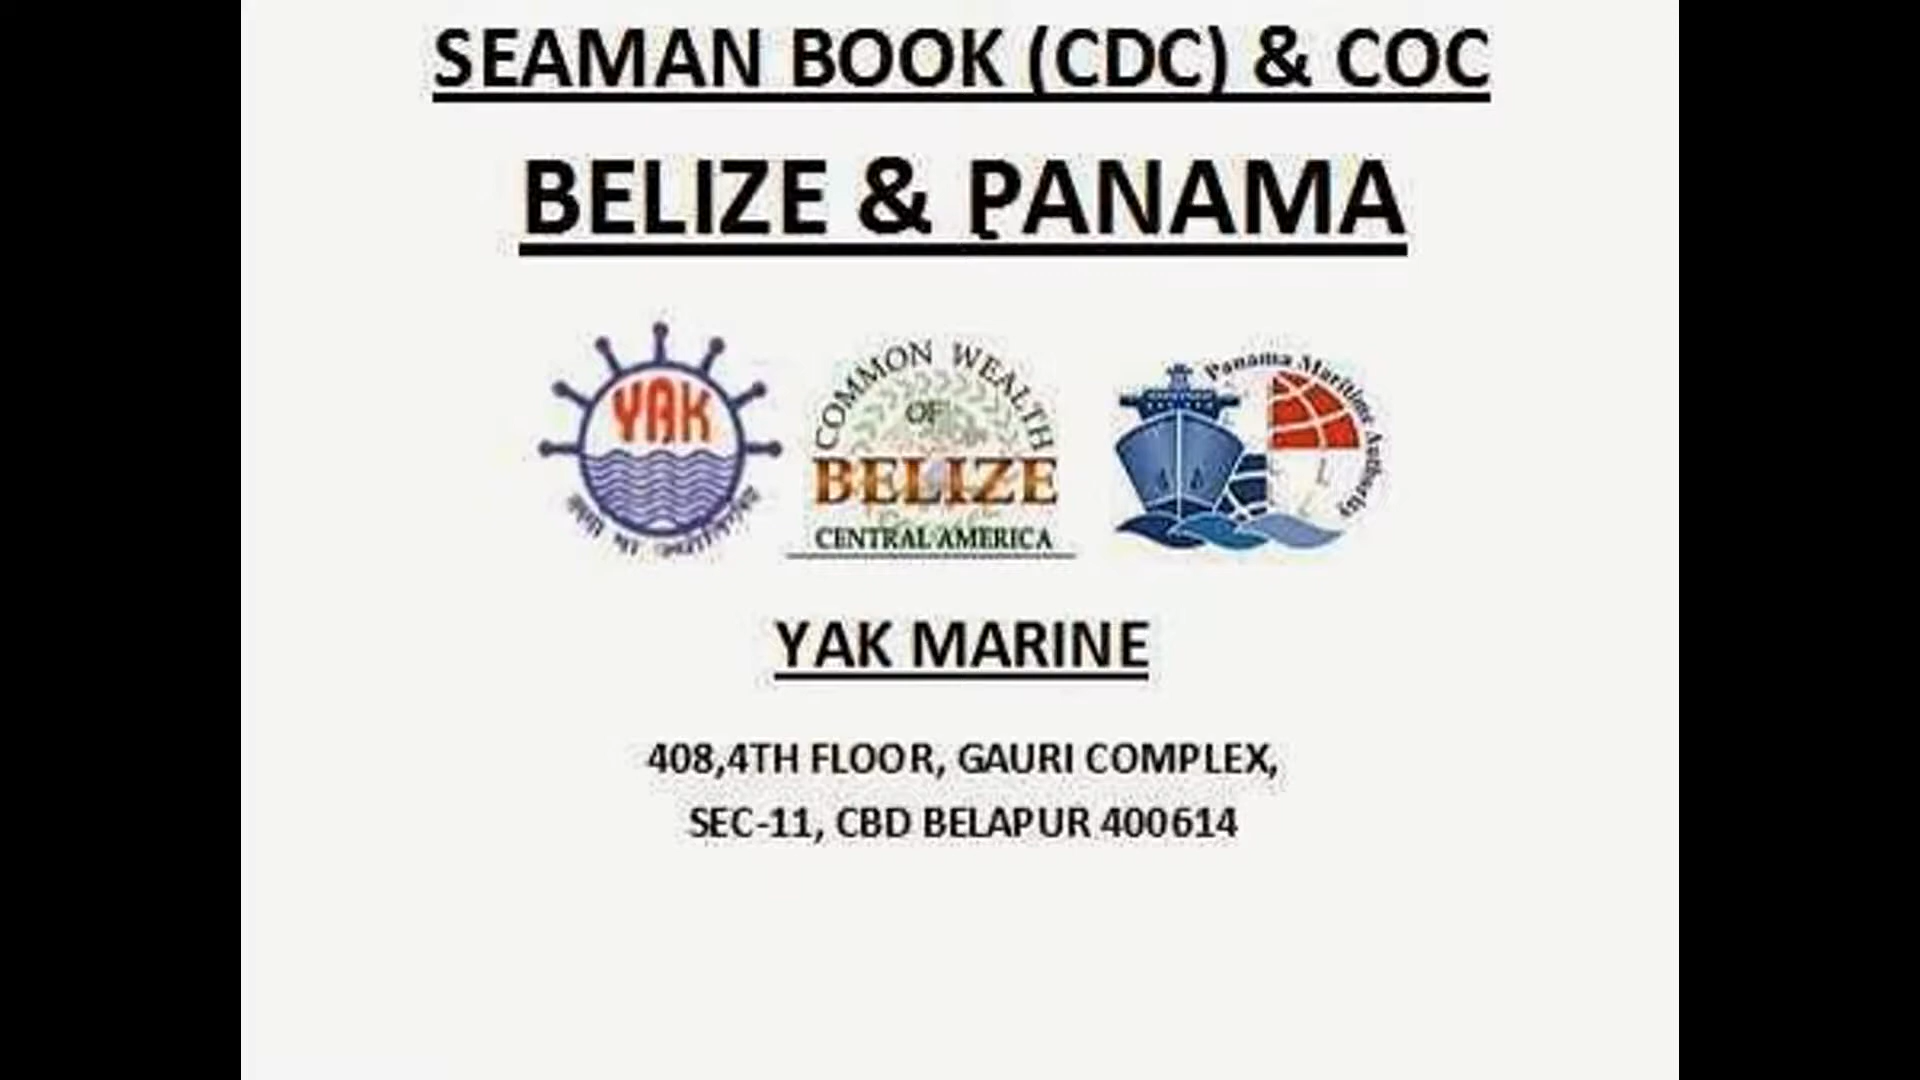 SEAMAN BOOK (CDC) & COC
BELIZE & PANAMA
YAK
COMMON WEALTH
OF
BELIZE
CENTRAL AMERICA
Panama Maritime Authority
YAK MARINE
408,4TH FLOOR, GAURI COMPLEX,
SEC-11, CBD BELAPUR 400614